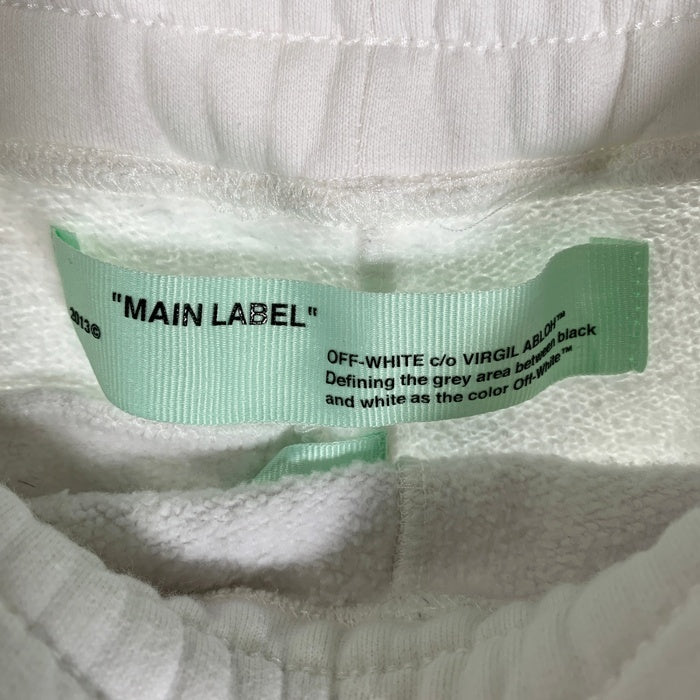 2013©
"MAIN LABEL"
OFF-WHITE c/o VIRGIL ABLOH™
Defining the grey area between black
and white as the color Off-White™